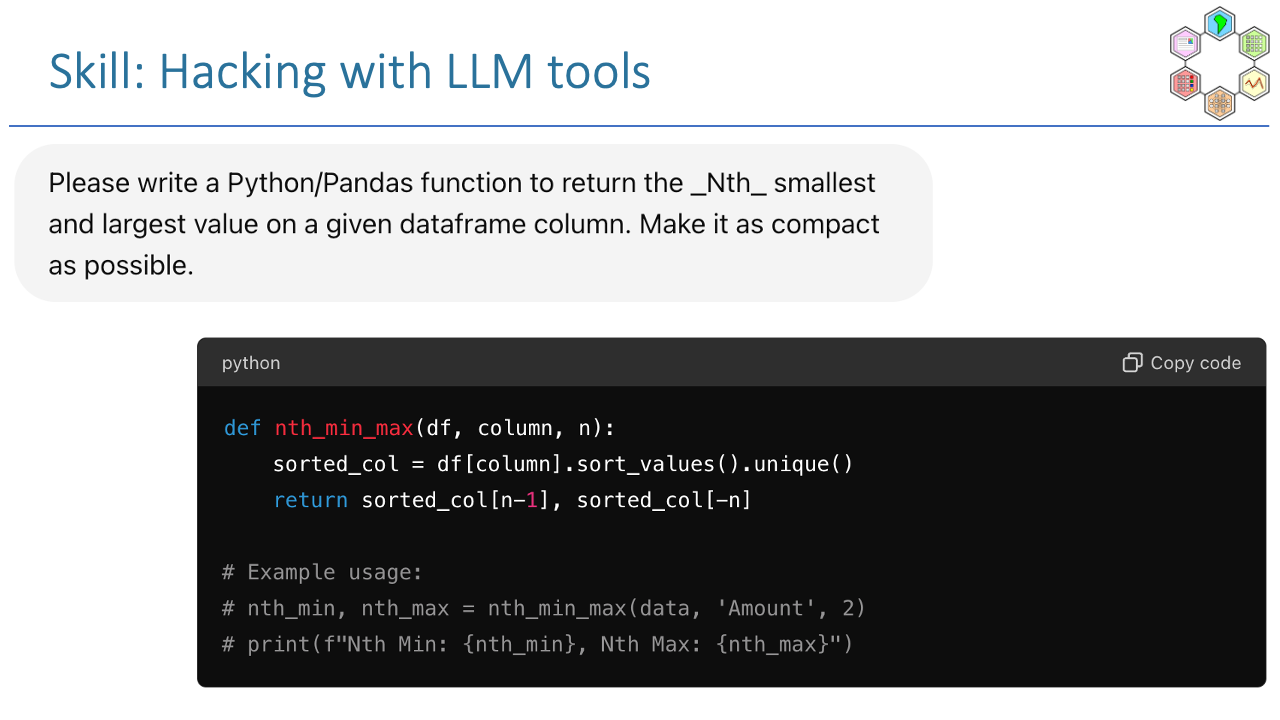 Skill: Hacking with LLM tools
Please write a Python/Pandas function to return the _Nth_ smallest
and largest value on a given dataframe column. Make it as compact
as possible.
python
Copy code
def nth_min_max(df, column, n):
    sorted_col = df[column].sort_values().unique()
    return sorted_col[n-1], sorted_col[-n]
# Example usage:
# nth_min, nth_max = nth_min_max(data, 'Amount', 2)
# print(f"Nth Min: {nth_min}, Nth Max: {nth_max}")